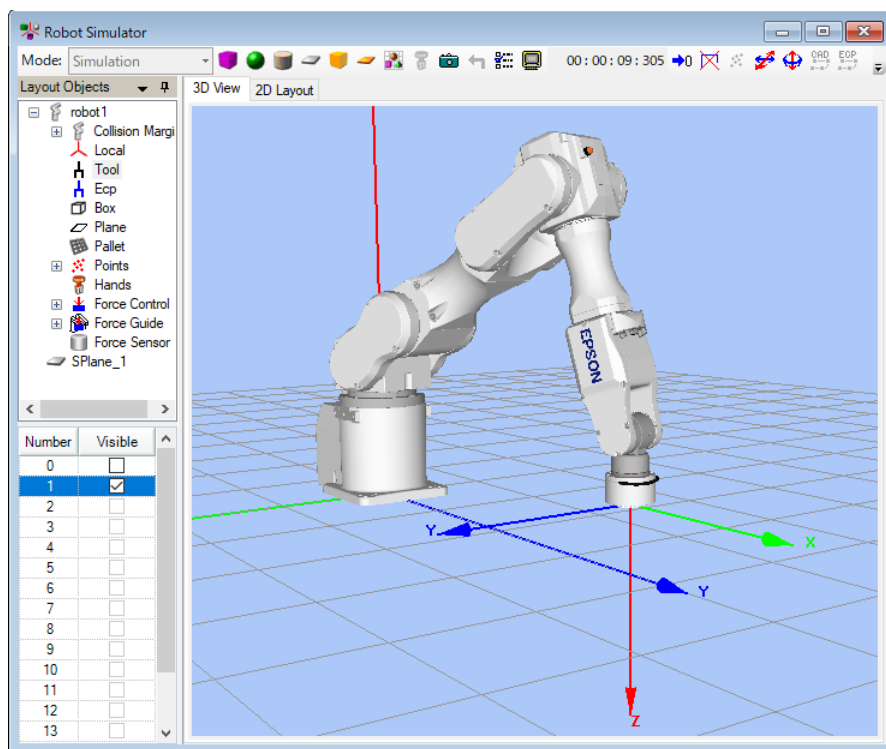 Robot Simulator
Mode: Simulation 00:00:09:305 0 CAD EOP
Layout Objects
3D View 2D Layout
robot1
Collision Margi
Local
Tool
Ecp
Box
Plane
Pallet
Points
Hands
Force Control
Force Guide
Force Sensor
SPlane_1
Number Visible
0
1
2
3
4
5
6
7
8
9
10
11
12
13
EPSON
Y
X
Y
Z